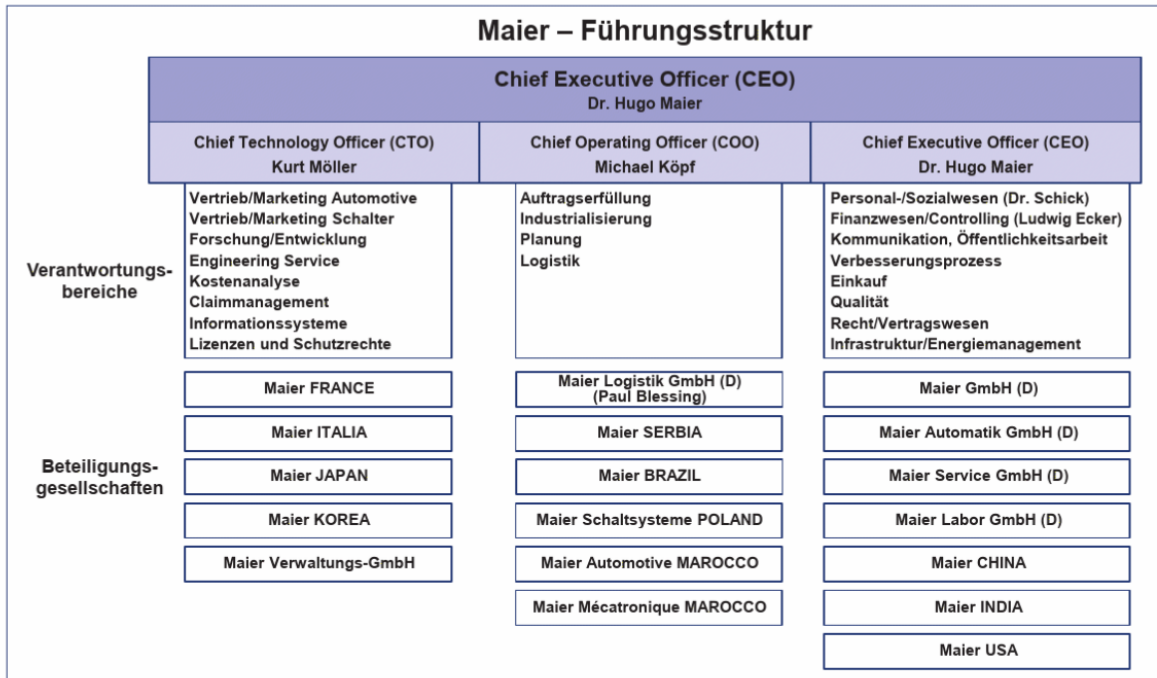 Maier – Führungsstruktur
Chief Executive Officer (CEO)
Dr. Hugo Maier
Chief Technology Officer (CTO)
Kurt Möller
Chief Operating Officer (COO)
Michael Köpf
Chief Executive Officer (CEO)
Dr. Hugo Maier
Verantwortungs-
bereiche
Vertrieb/Marketing Automotive
Vertrieb/Marketing Schalter
Forschung/Entwicklung
Engineering Service
Kostenanalyse
Claimmanagement
Informationssysteme
Lizenzen und Schutzrechte
Auftragserfüllung
Industrialisierung
Planung
Logistik
Personal-/Sozialwesen (Dr. Schick)
Finanzwesen/Controlling (Ludwig Ecker)
Kommunikation, Öffentlichkeitsarbeit
Verbesserungsprozess
Einkauf
Qualität
Recht/Vertragswesen
Infrastruktur/Energiemanagement
Beteiligungs-
gesellschaften
Maier FRANCE
Maier ITALIA
Maier JAPAN
Maier KOREA
Maier Verwaltungs-GmbH
Maier Logistik GmbH (D)
(Paul Blessing)
Maier SERBIA
Maier BRAZIL
Maier Schaltsysteme POLAND
Maier Automotive MAROCCO
Maier Mécatronique MAROCCO
Maier GmbH (D)
Maier Automatik GmbH (D)
Maier Service GmbH (D)
Maier Labor GmbH (D)
Maier CHINA
Maier INDIA
Maier USA